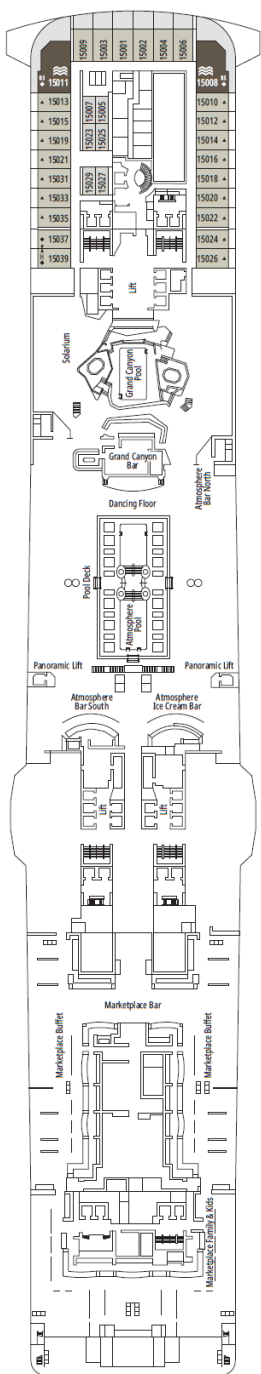 15009
15003
15001
15002
15004
15006
15011
15008
15013
15007
15005
15010
15015
15023
15025
15012
15019
15014
15021
15016
15031
15029
15027
15018
15033
15020
15035
15022
15037
15024
15039
15026
Lift
Solarium
Grand Canyon
Pool
Grand Canyon
Bar
Atmosphere
Bar North
Dancing Floor
Pool Deck
Atmosphere
Pool
Panoramic Lift
Panoramic Lift
Atmosphere
Bar South
Atmosphere
Ice Cream Bar
Lift
Lift
Marketplace Bar
Marketplace Buffet
Marketplace Buffet
Marketplace Family & Kids